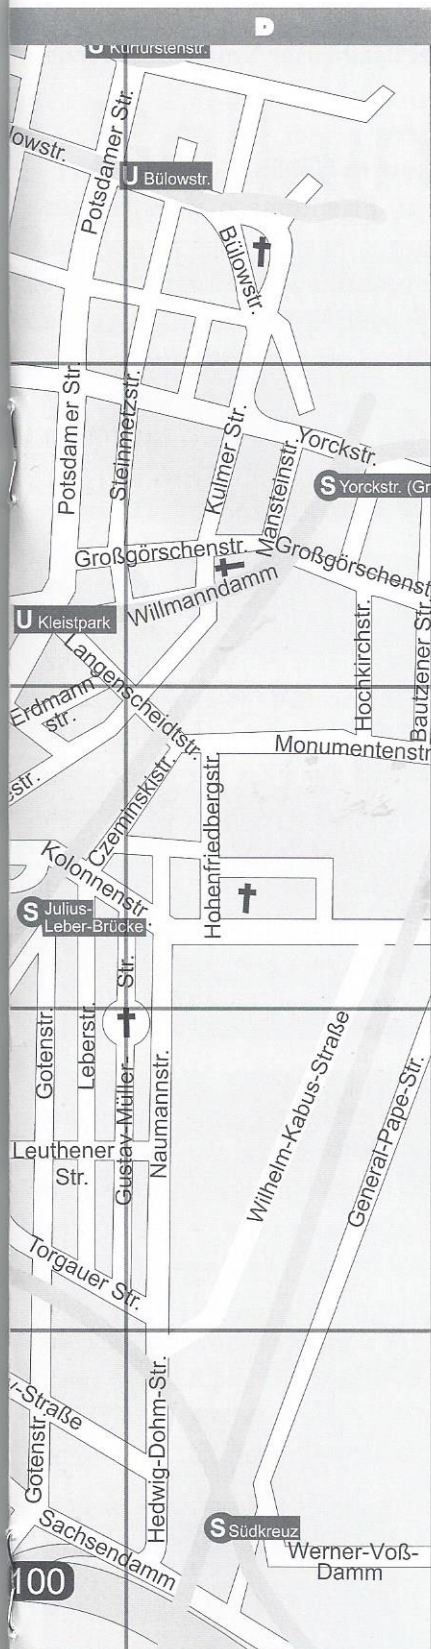 D
U Kurfürstenstr.
Potsdamer Str.
lowstr.
U Bülowstr.
Bülowstr.
Potsdamer Str.
Steinmetzstr.
Kulmer Str.
Mansteinstr.
Yorckstr.
S Yorckstr. (Gr
Großgörschenstr.
Großgörschenst
Willmanndamm
U Kleistpark
Langenscheidtstr.
Hochkirchstr.
Bautzener Str.
Erdmann
str.
Monumentenstr
estr.
Czeminskistr.
Hohenfriedbergstr.
Kolonnenstr.
S Julius-
Leber-Brücke
Gotenstr.
Leberstr.
Gustav-Müller-
Str.
Naumannstr.
Wilhelm-Kabus-Straße
General-Pape-Str.
Leuthener
Str.
Torgauer Str.
Hedwig-Dohm-Str.
v-Straße
Gotenstr.
Sachsendamm
S Südkreuz
Werner-Voß-
Damm
100